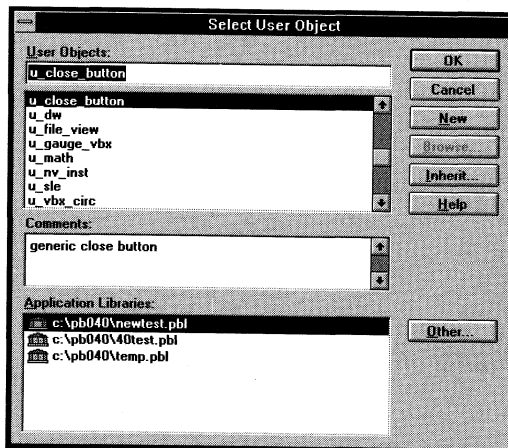 Select User Object
User Objects:
u_close_button
u_close_button
u_dw
u_file_view
u_gauge_vbx
u_math
u_nv_inst
u_sle
u_vbx_circ
Comments:
generic close button
Application Libraries:
c:\pb040\newtest.pbl
c:\pb040\40test.pbl
c:\pb040\temp.pbl
OK
Cancel
New
Browse...
Inherit...
Help
Other...